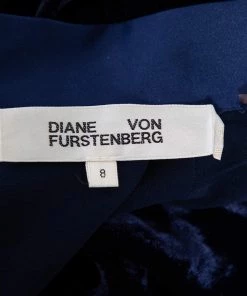 DIANE VON
FURSTENBERG
8